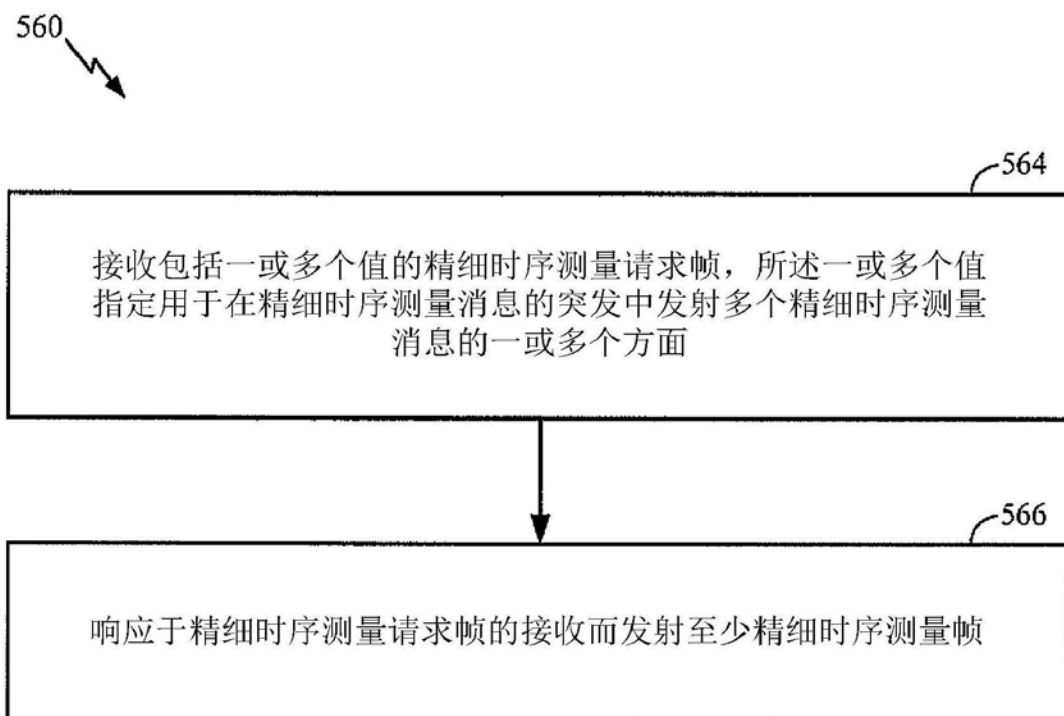 560
564
接收包括一或多个值的精细时序测量请求帧，所述一或多个值
指定用于在精细时序测量消息的突发中发射多个精细时序测量
消息的一或多个方面
566
响应于精细时序测量请求帧的接收而发射至少精细时序测量帧